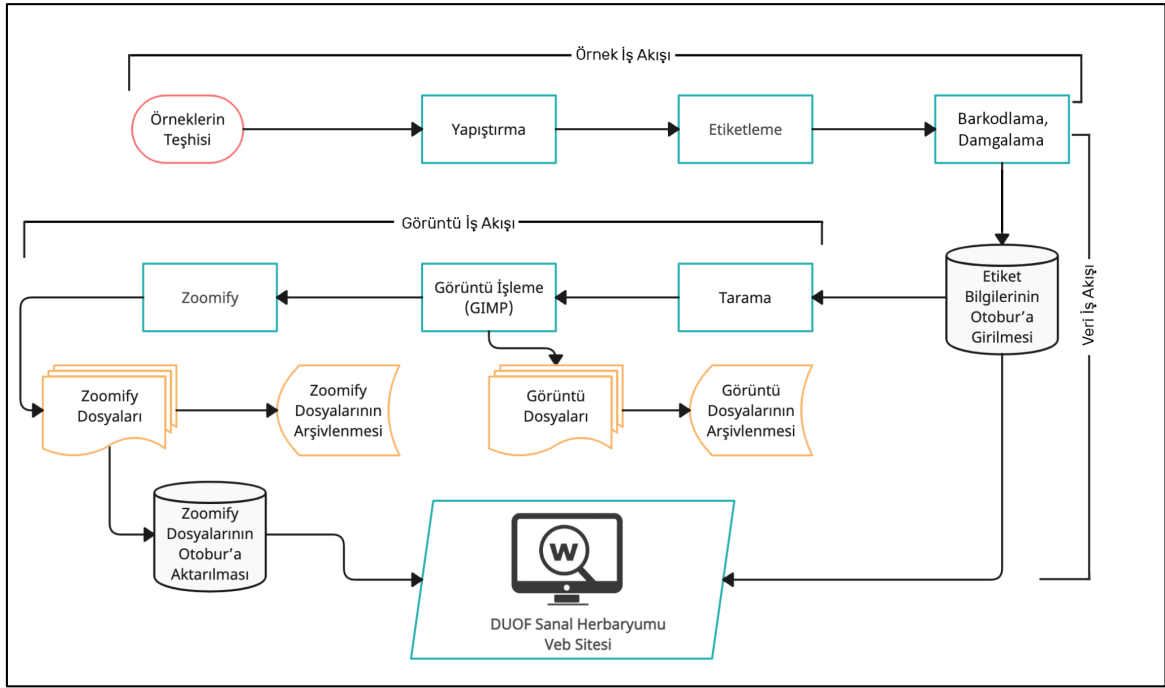 Örnek İş Akışı
Örneklerin
Teşhisi
Yapıştırma
Etiketleme
Barkodlama,
Damgalama
Görüntü İş Akışı
Veri İş Akışı
Zoomify
Görüntü İşleme
(GIMP)
Tarama
Etiket
Bilgilerinin
Otobur’a
Girilmesi
Zoomify
Dosyaları
Zoomify
Dosyalarının
Arşivlenmesi
Görüntü
Dosyaları
Görüntü
Dosyalarının
Arşivlenmesi
Zoomify
Dosyalarının
Otobur’a
Aktarılması
W
DUOF Sanal Herbaryumu
Veb Sitesi